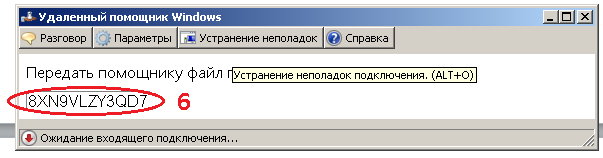 Удаленный помощник Windows
Разговор Параметры Устранение неполадок Справка
Передать помощнику файл
Устранение неполадок подключения. (ALT+O)
8XN9VLZY3QD7 6
Ожидание входящего подключения...